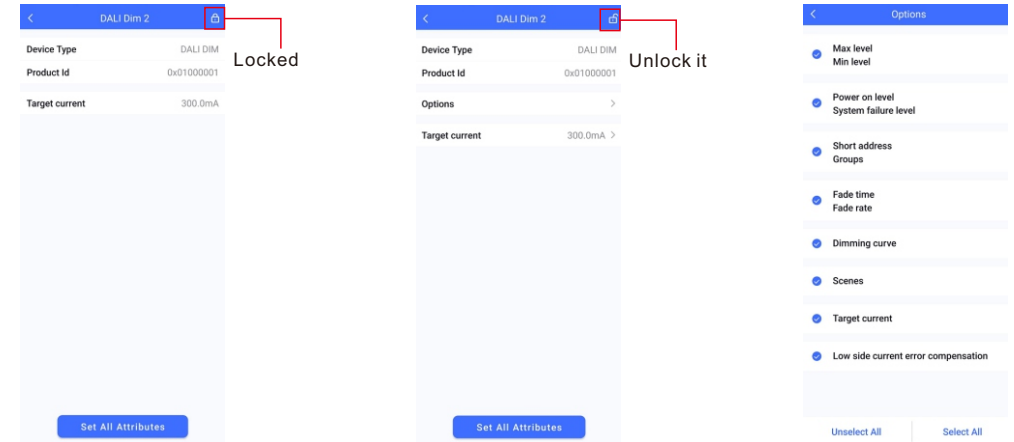 DALI Dim 2
Device Type DALI DIM
Product Id 0x01000001
Target current 300.0mA
Set All Attributes
Locked
DALI Dim 2
Device Type DALI DIM
Product Id 0x01000001
Options
Target current 300.0mA
Set All Attributes
Unlock it
Options
Max level
Min level
Power on level
System failure level
Short address
Groups
Fade time
Fade rate
Dimming curve
Scenes
Target current
Low side current error compensation
Unselect All Select All